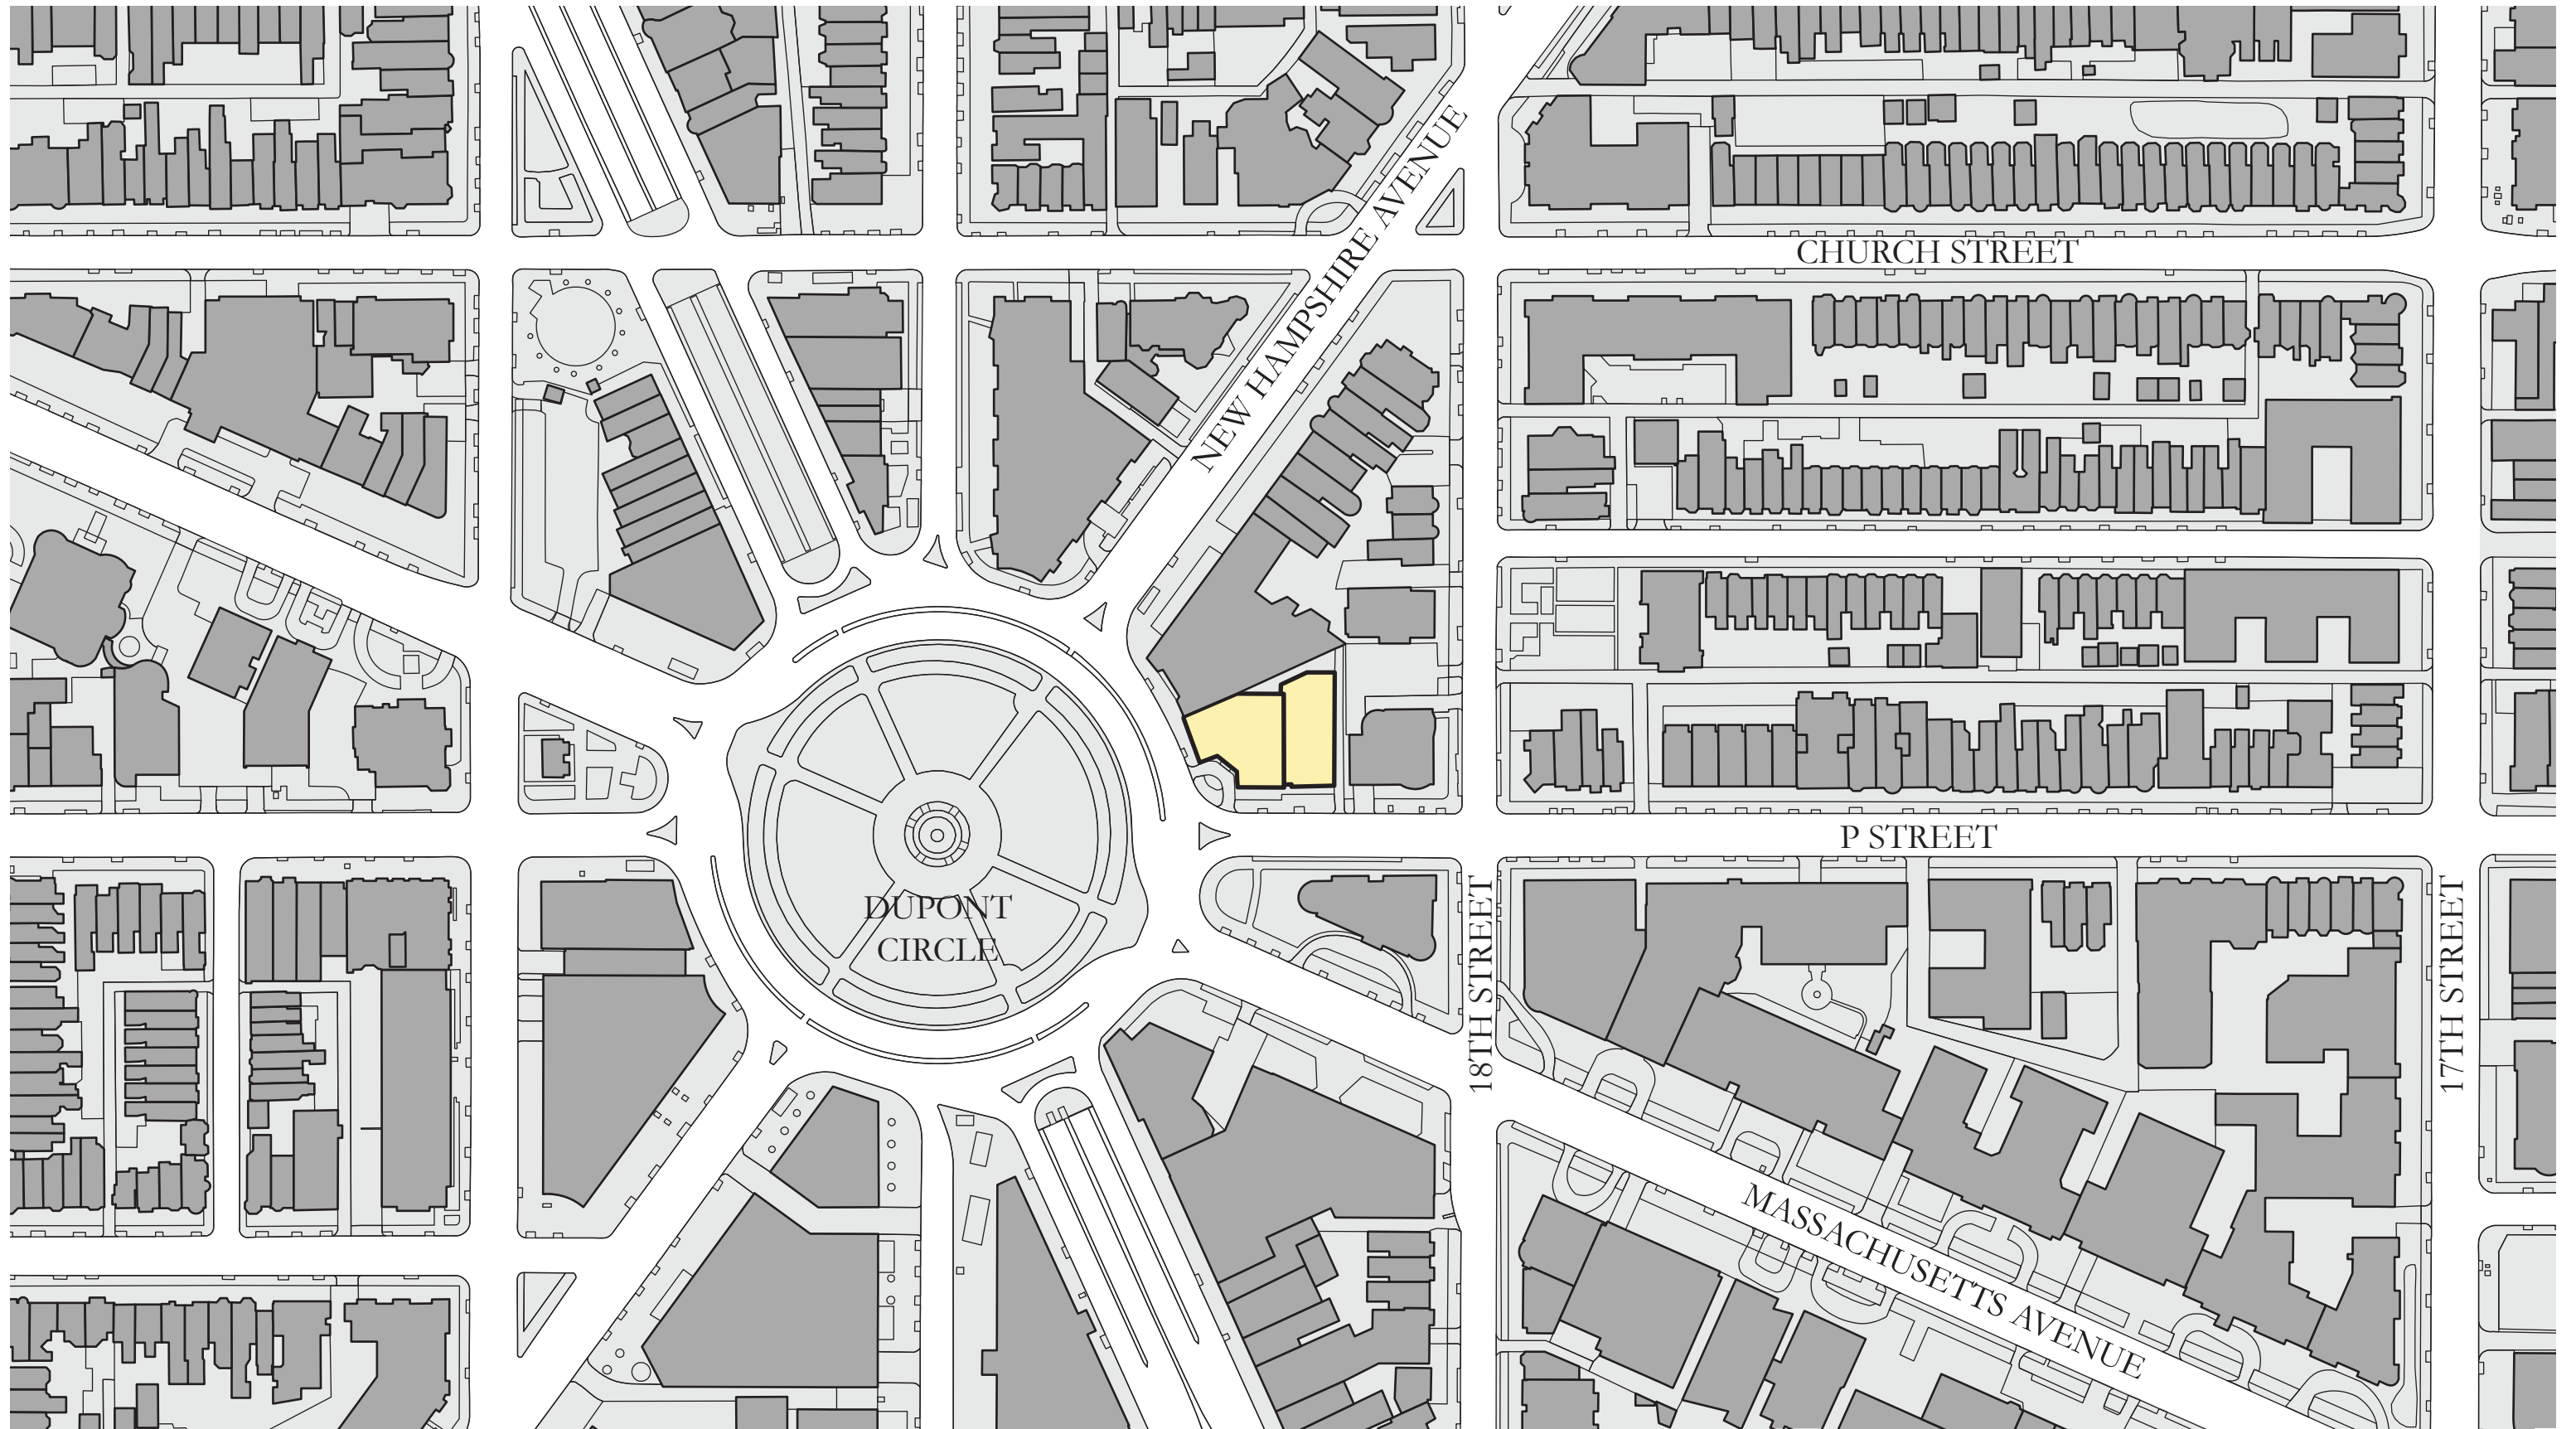 NEW HAMPSHIRE AVENUE
CHURCH STREET
P STREET
DUPONT
CIRCLE
18TH STREET
17TH STREET
MASSACHUSETTS AVENUE